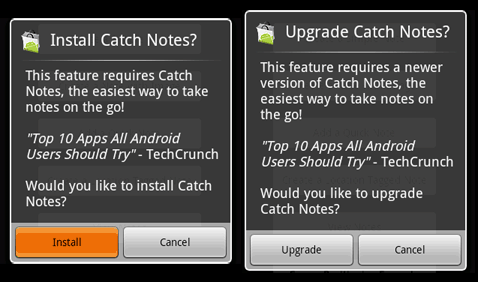 Install Catch Notes?
This feature requires Catch
Notes, the easiest way to take
notes on the go!
"Top 10 Apps All Android
Users Should Try" - TechCrunch
Would you like to install Catch
Notes?
Install
Cancel
Upgrade Catch Notes?
This feature requires a newer
version of Catch Notes, the
easiest way to take notes on
the go!
"Top 10 Apps All Android
Users Should Try" - TechCrunch
Would you like to upgrade
Catch Notes?
Upgrade
Cancel